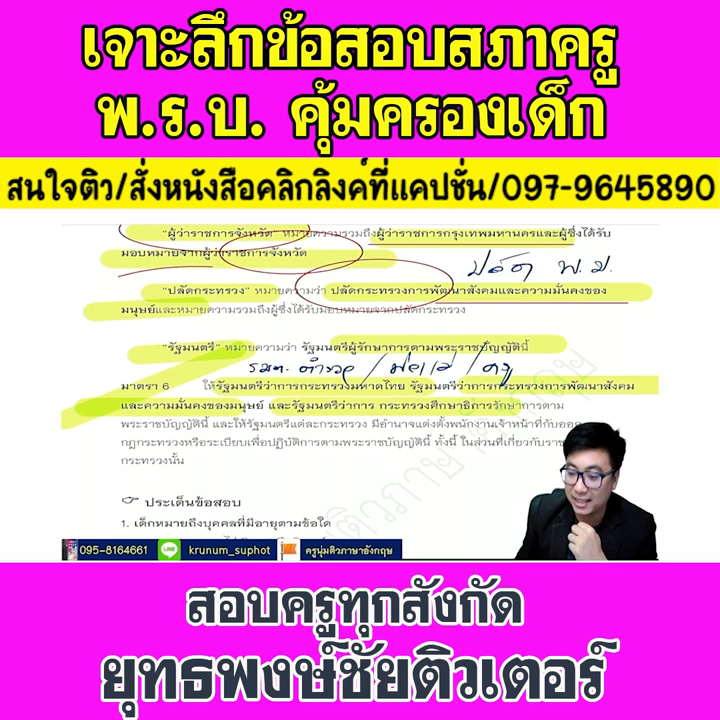 เจาะลึกข้อสอบสภาครู
พ.ร.บ. คุ้มครองเด็ก
สนใจติว/สั่งหนังสือคลิกลิงค์ที่แคปชั่น/097-9645890
"ผู้ว่าราชการจังหวัด" หมายความรวมถึงผู้ว่าราชการกรุงเทพมหานครและผู้ซึ่งได้รับ
มอบหมายจากผู้ว่าราชการจังหวัด
ปลัด พ.ม.
"ปลัดกระทรวง" หมายความว่า ปลัดกระทรวงการพัฒนาสังคมและความมั่นคงของ
มนุษย์และหมายความรวมถึงผู้ซึ่งได้รับมอบหมายจากปลัดกระทรวง
"รัฐมนตรี" หมายความว่า รัฐมนตรีผู้รักษาการตามพระราชบัญญัตินี้
มาตรา 6 ให้รัฐมนตรีว่าการกระทรวงมหาดไทย รัฐมนตรีว่าการกระทรวงการพัฒนาสังคม
และความมั่นคงของมนุษย์ และรัฐมนตรีว่าการ กระทรวงศึกษาธิการรักษาการตาม
พระราชบัญญัตินี้ และให้รัฐมนตรีแต่ละกระทรวง มีอำนาจแต่งตั้งพนักงานเจ้าหน้าที่กับออก
กฎกระทรวงหรือระเบียบเพื่อปฏิบัติการตามพระราชบัญญัตินี้ ทั้งนี้ ในส่วนที่เกี่ยวกับราช
กระทรวงนั้น
ประเด็นข้อสอบ
1. เด็กหมายถึงบุคคลที่มีอายุตามข้อใด
095-8164661 LINE krunum_suphot ครูนุ่มติวภาษาอังกฤษ
สอบครูทุกสังกัด
ยุทธพงษ์ชัยติวเตอร์